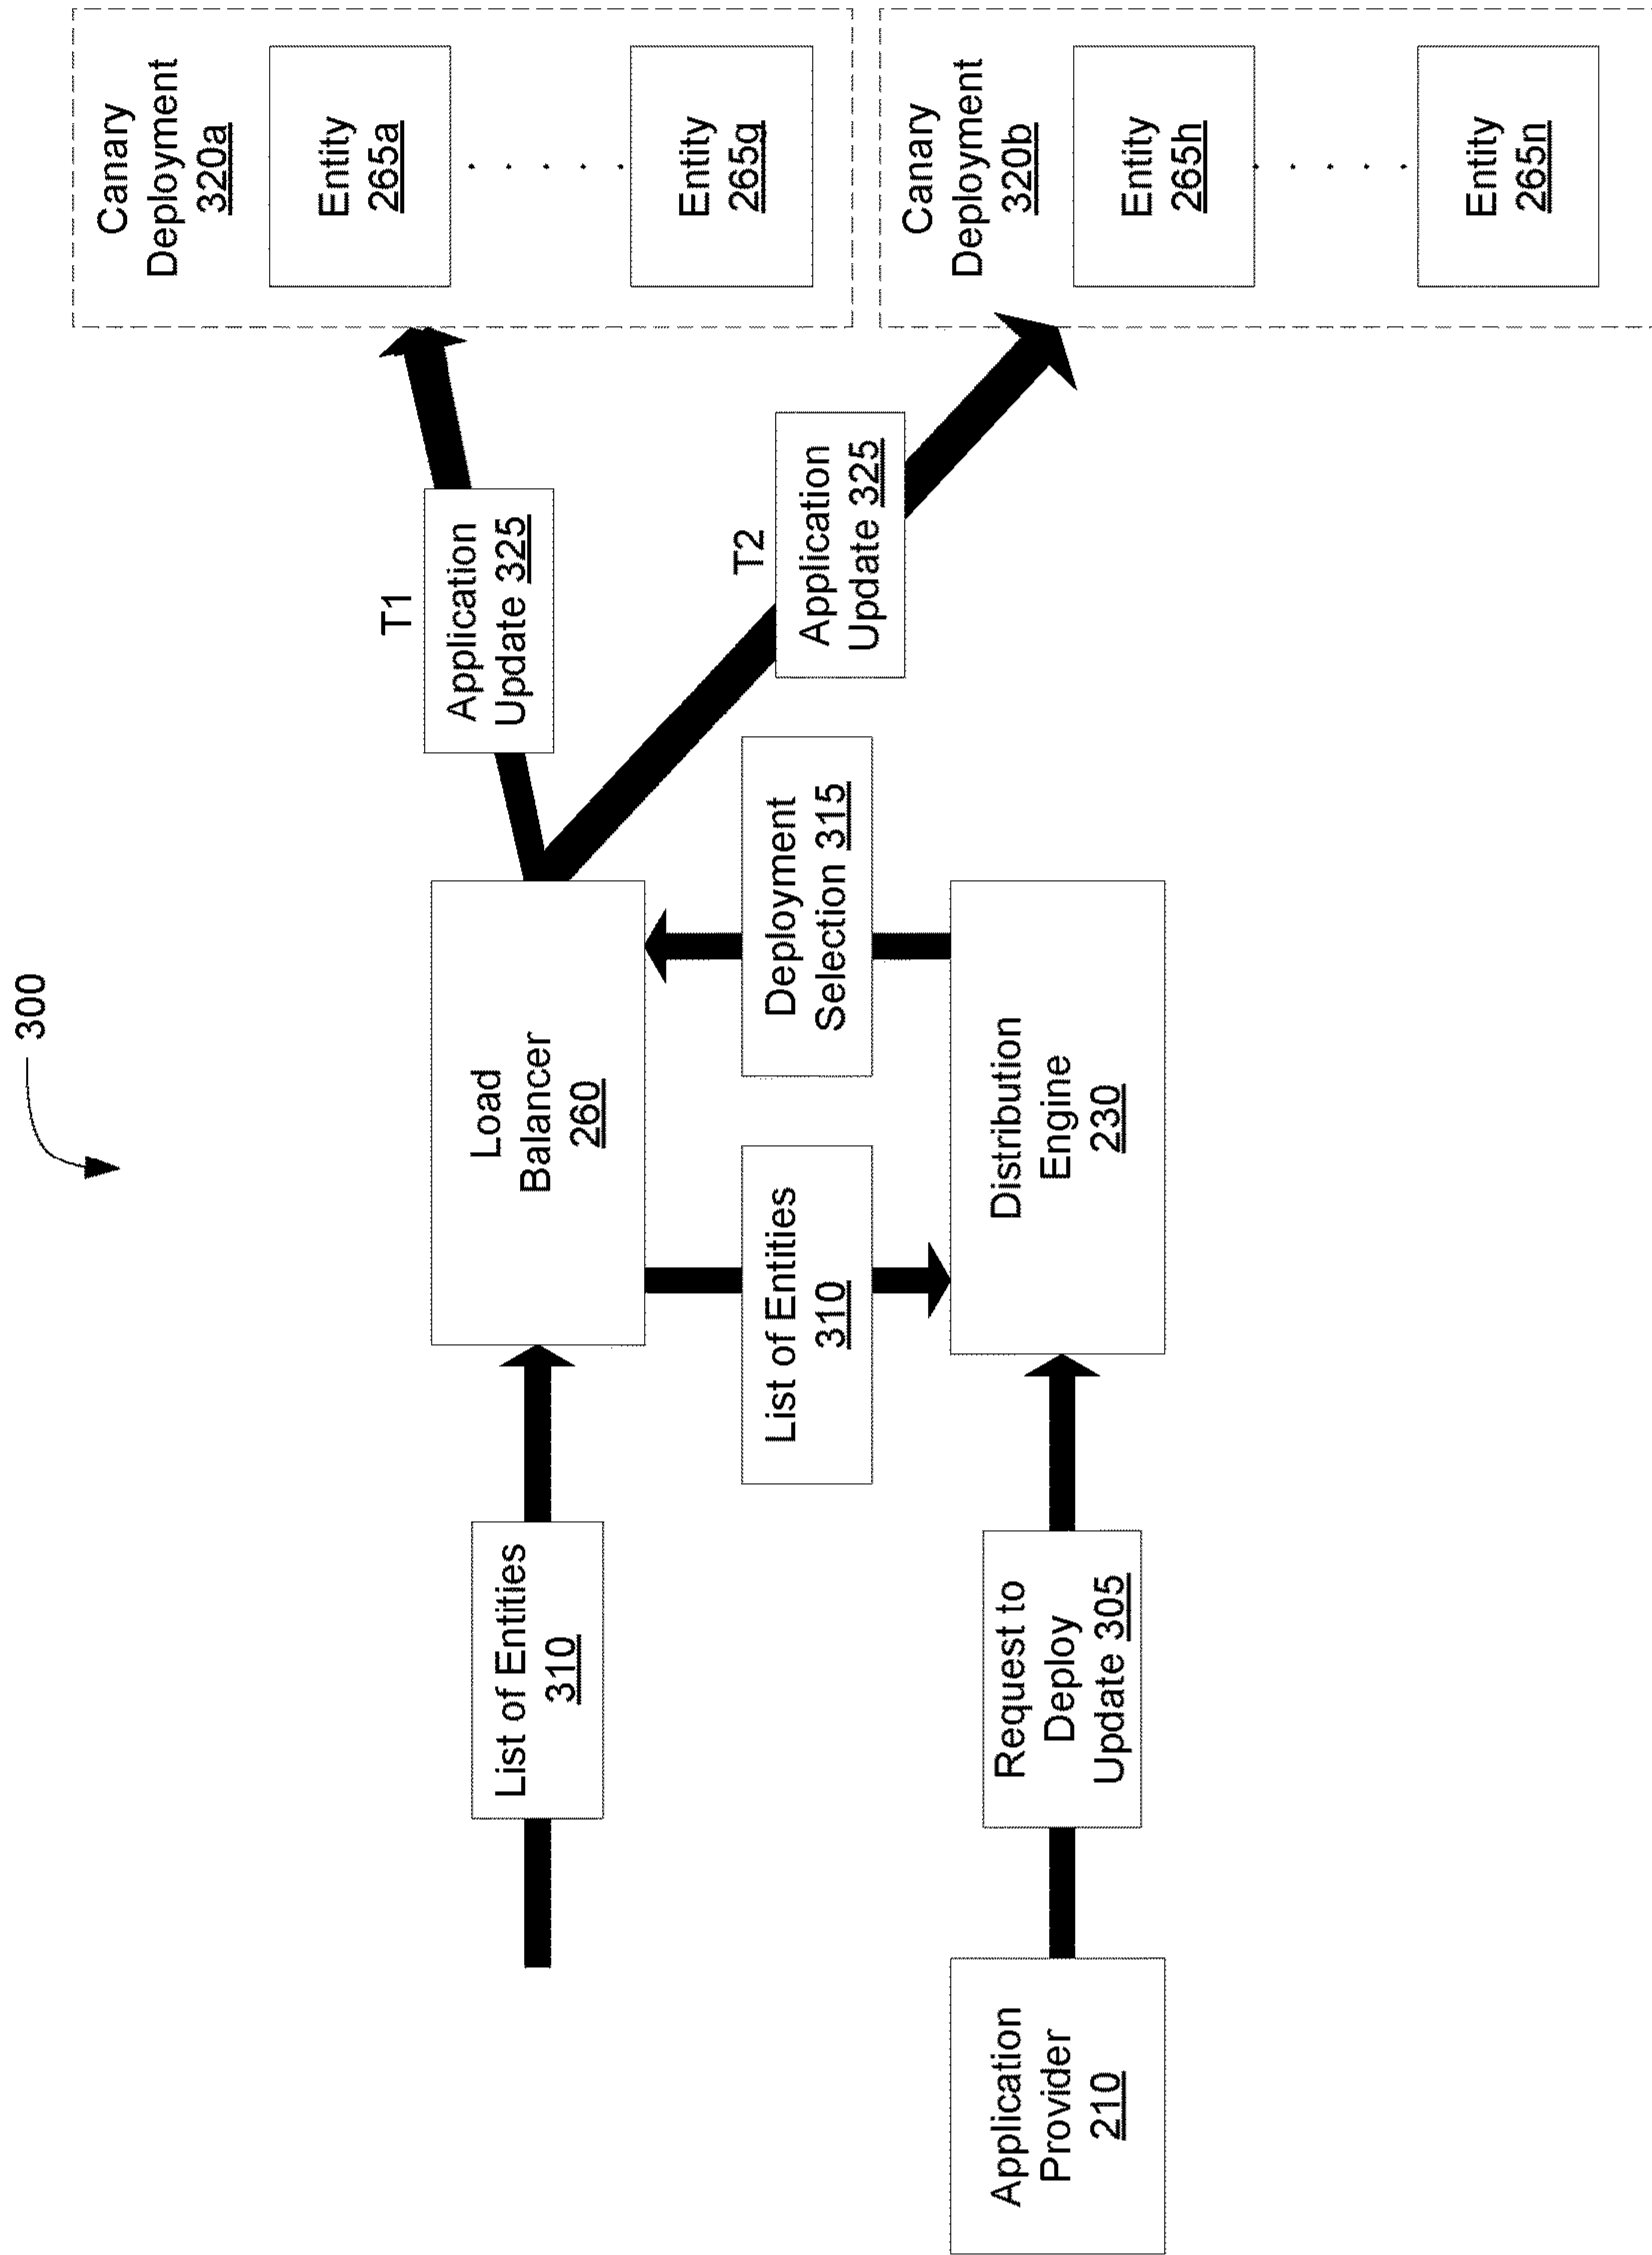 300
Canary
Deployment
320a
Entity
265a
Entity
265g
List of Entities
310
Load
Balancer
260
T1
Application
Update 325
T2
Application
Update 325
List of Entities
310
Deployment
Selection 315
Canary
Deployment
320b
Entity
265h
Entity
265n
Application
Provider
210
Request to
Deploy
Update 305
Distribution
Engine
230